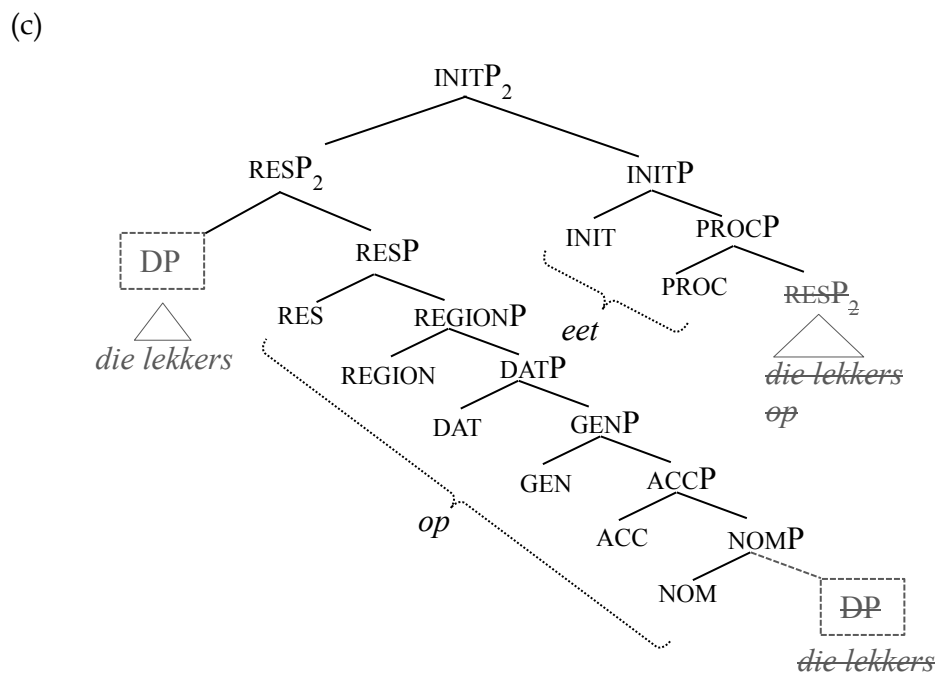 (c)
INITP2
RESP2
INITP
DP
RESP
INIT
PROCP
die lekkers
RES
REGIONP
PROC
RESP2
eet
REGION
DATP
die lekkers
op
DAT
GENP
GEN
ACCP
op
ACC
NOMP
NOM
DP
die lekkers